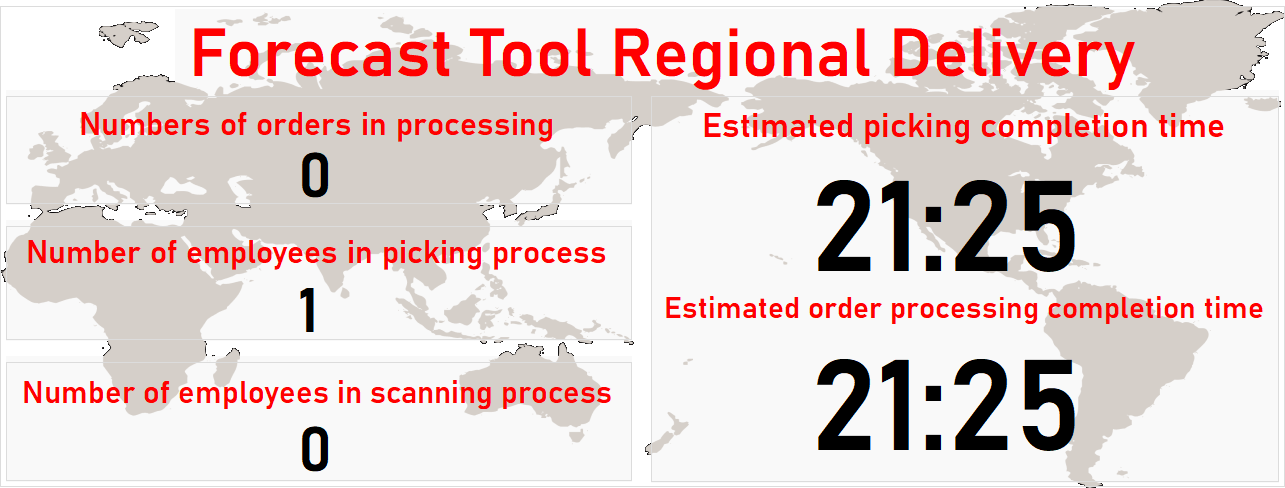 Forecast Tool Regional Delivery
Numbers of orders in processing
0
Number of employees in picking process
1
Number of employees in scanning process
0
Estimated picking completion time
21:25
Estimated order processing completion time
21:25